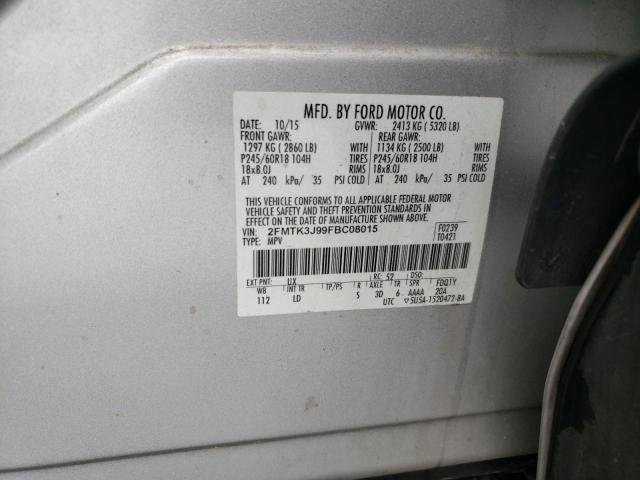 MFD. BY FORD MOTOR CO.
DATE: 10/15 GVWR: 2413 KG ( 5320 LB)
FRONT GAWR: REAR GAWR:
1297 KG ( 2860 LB) WITH 1134 KG ( 2500 LB) WITH
P245/60R18 104H TIRES P245/60R18 104H TIRES
18x8.0J RIMS 18x8.0J RIMS
AT 240 kPa/ 35 PSI COLD AT 240 kPa/ 35 PSI COLD
THIS VEHICLE CONFORMS TO ALL APPLICABLE FEDERAL MOTOR
VEHICLE SAFETY AND THEFT PREVENTION STANDARDS IN
EFFECT ON THE DATE OF MANUFACTURE SHOWN ABOVE.
VIN: 2FMTK3J99FBC08015 F0239
TYPE: MPV T0421
EXT PNT: UX RC: 52 DSO:
WB INT TR TP/PS R AXLE TR SPR FDQTY
112 LD S 3D 6 AAAA 20A
UTC 5U5A-1520472-BA